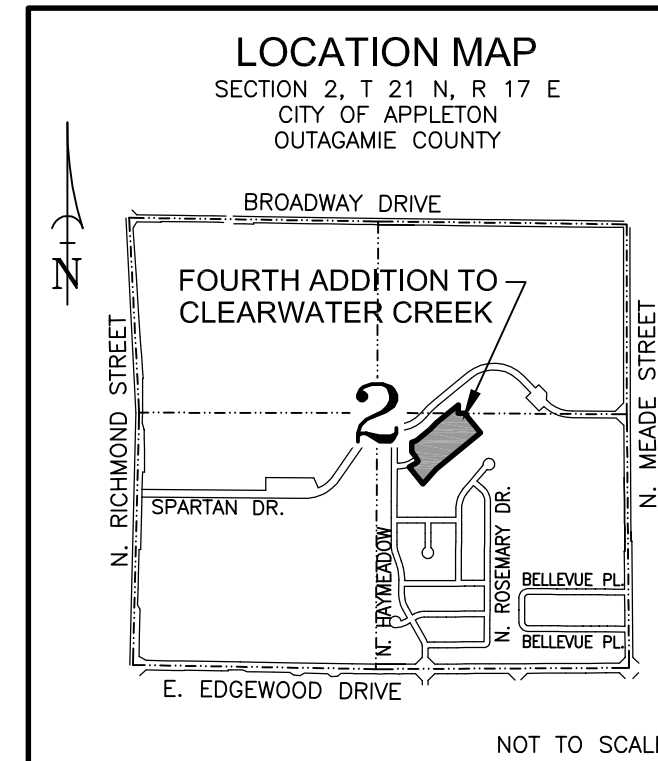 LOCATION MAP
SECTION 2, T 21 N, R 17 E
CITY OF APPLETON
OUTAGAMIE COUNTY
BROADWAY DRIVE
N
FOURTH ADDITION TO
CLEARWATER CREEK
N. RICHMOND STREET
N. MEADE STREET
2
SPARTAN DR.
N. HAYMEADOW
N. ROSEMARY DR.
BELLEVUE PL.
BELLEVUE PL.
E. EDGEWOOD DRIVE
NOT TO SCALE